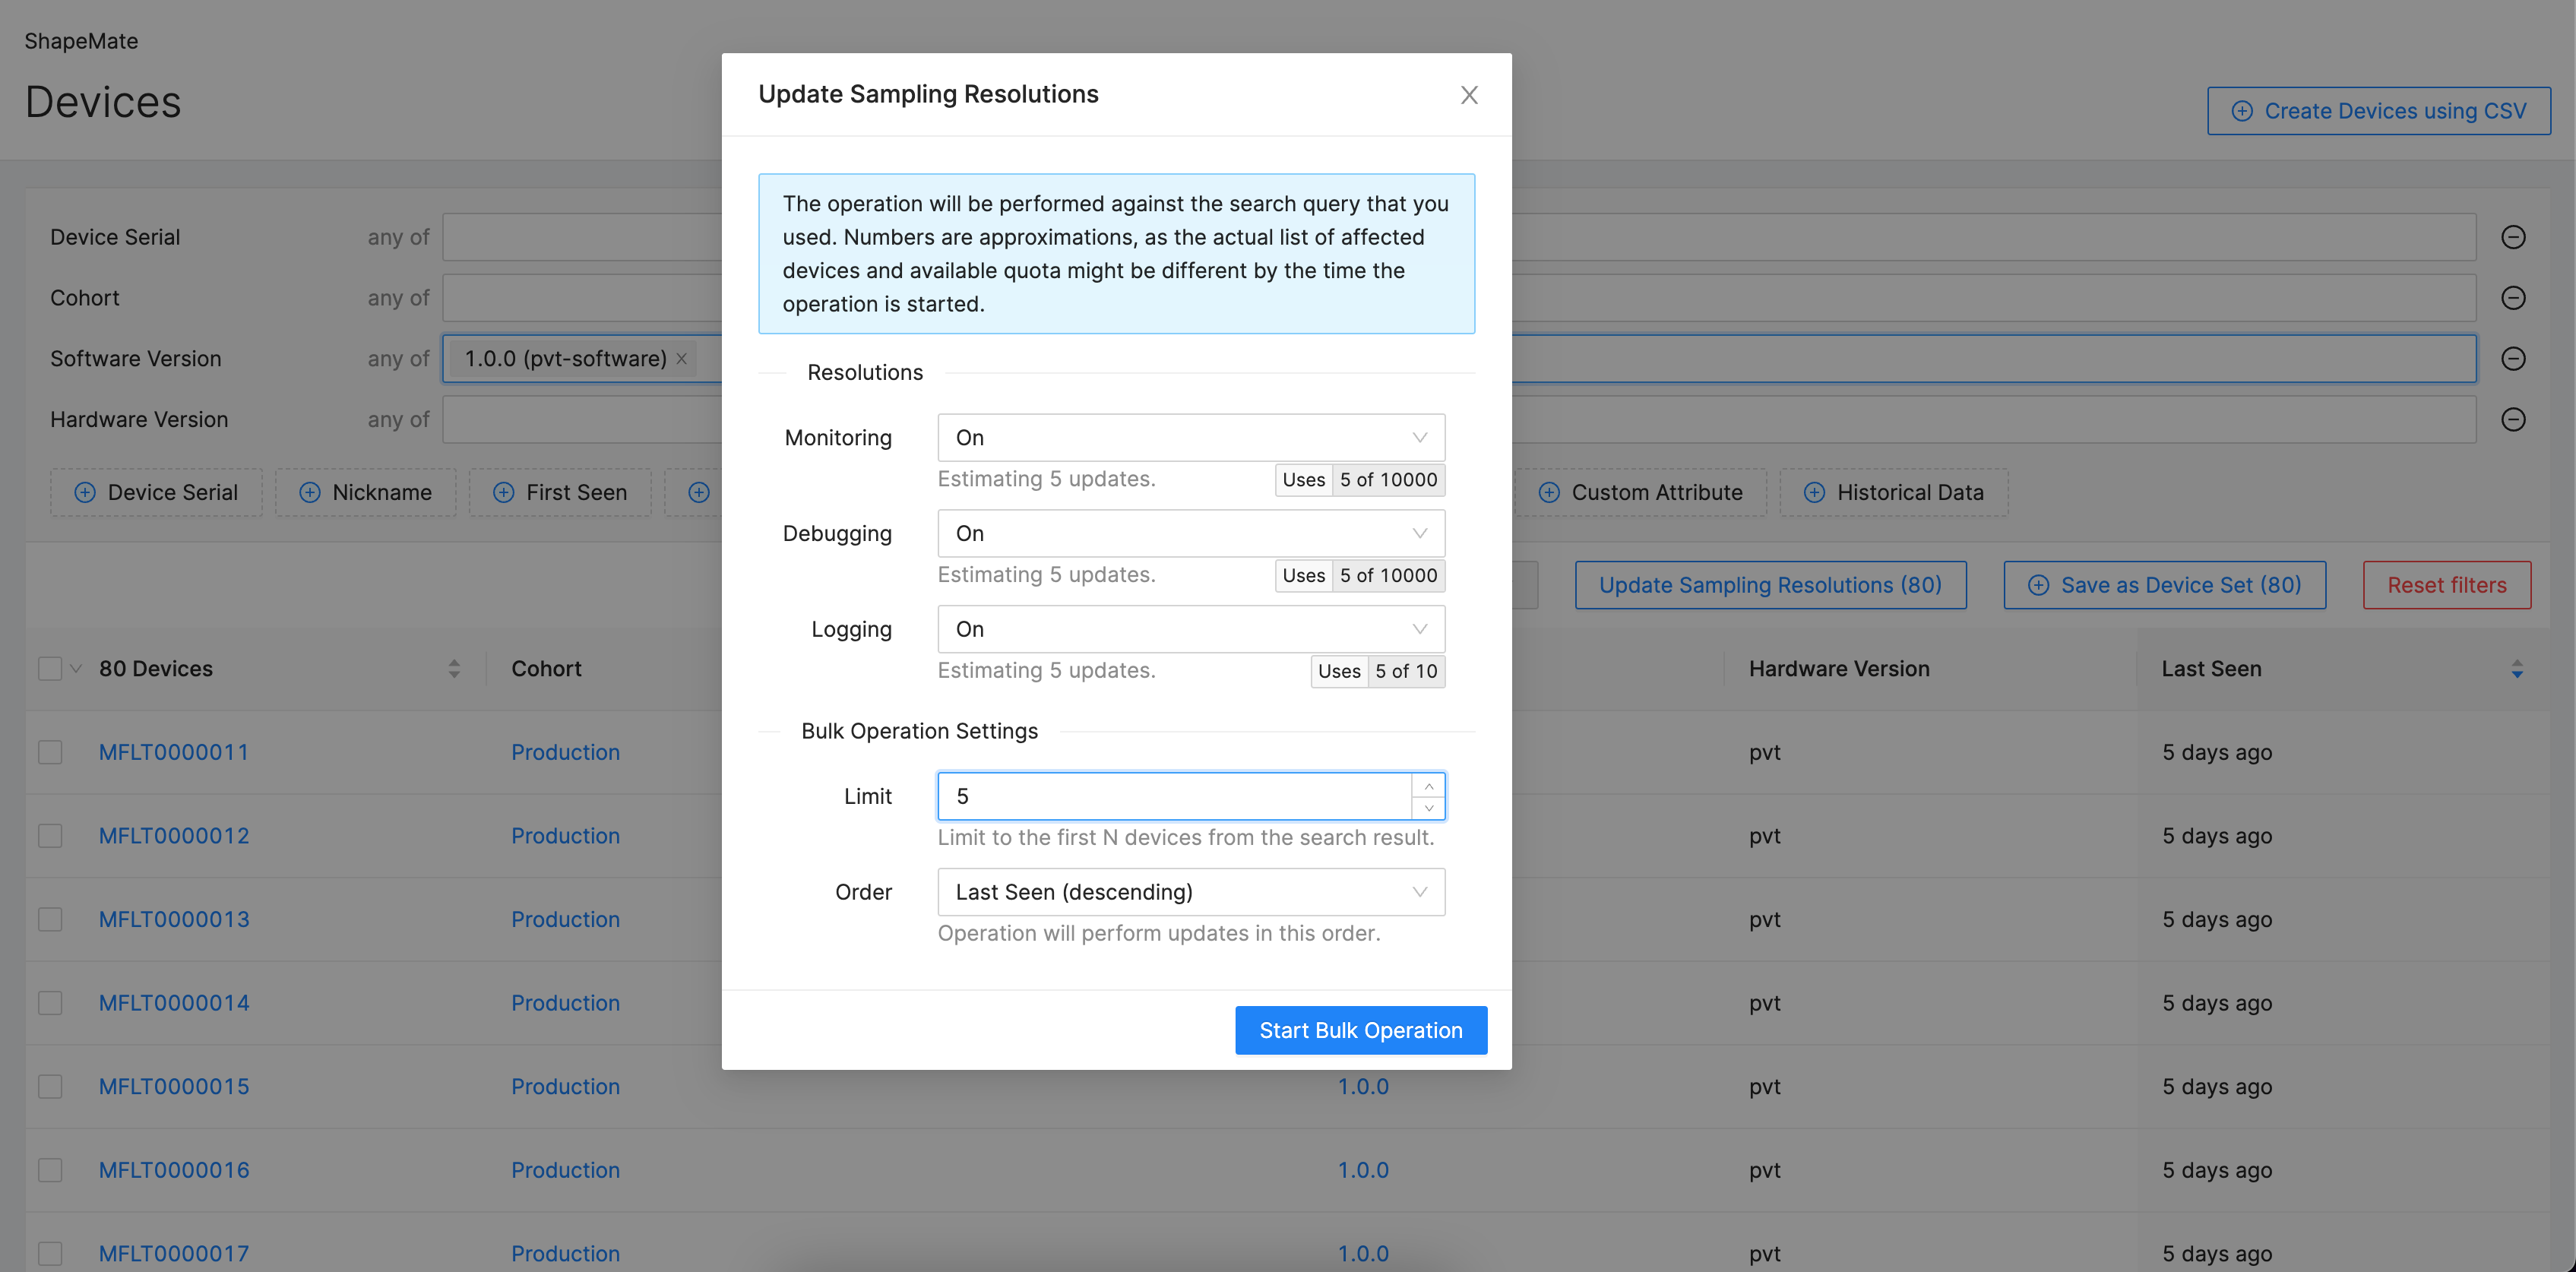 ShapeMate
Devices
Create Devices using CSV
Device Serial any of
Cohort any of
Software Version any of 1.0.0 (pvt-software)
Hardware Version any of
Device Serial Nickname First Seen Custom Attribute Historical Data
Update Sampling Resolutions (80) Save as Device Set (80) Reset filters
80 Devices Cohort Hardware Version Last Seen
MFLT0000011 Production pvt 5 days ago
MFLT0000012 Production pvt 5 days ago
MFLT0000013 Production pvt 5 days ago
MFLT0000014 Production pvt 5 days ago
MFLT0000015 Production 1.0.0 pvt 5 days ago
MFLT0000016 Production 1.0.0 pvt 5 days ago
MFLT0000017 Production 1.0.0 pvt 5 days ago
Update Sampling Resolutions
The operation will be performed against the search query that you
used. Numbers are approximations, as the actual list of affected
devices and available quota might be different by the time the
operation is started.
Resolutions
Monitoring On
Estimating 5 updates. Uses 5 of 10000
Debugging On
Estimating 5 updates. Uses 5 of 10000
Logging On
Estimating 5 updates. Uses 5 of 10
Bulk Operation Settings
Limit 5
Limit to the first N devices from the search result.
Order Last Seen (descending)
Operation will perform updates in this order.
Start Bulk Operation